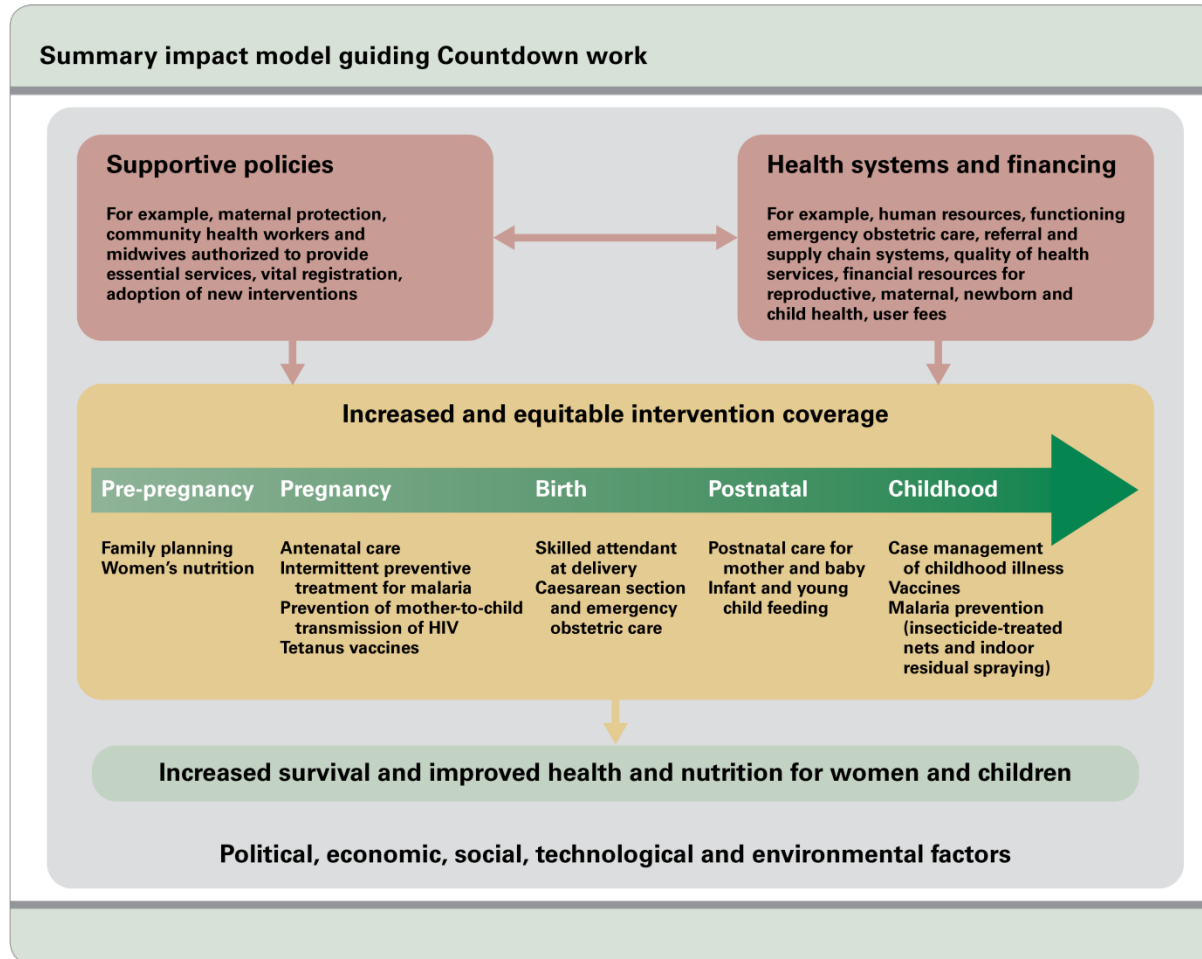 Summary impact model guiding Countdown work
Supportive policies
For example, maternal protection,
community health workers and
midwives authorized to provide
essential services, vital registration,
adoption of new interventions
Health systems and financing
For example, human resources, functioning
emergency obstetric care, referral and
supply chain systems, quality of health
services, financial resources for
reproductive, maternal, newborn and
child health, user fees
Increased and equitable intervention coverage
Pre-pregnancy
Family planning
Women's nutrition
Pregnancy
Antenatal care
Intermittent preventive
treatment for malaria
Prevention of mother-to-child
transmission of HIV
Tetanus vaccines
Birth
Skilled attendant
at delivery
Caesarean section
and emergency
obstetric care
Postnatal
Postnatal care for
mother and baby
Infant and young
child feeding
Childhood
Case management
of childhood illness
Vaccines
Malaria prevention
(insecticide-treated
nets and indoor
residual spraying)
Increased survival and improved health and nutrition for women and children
Political, economic, social, technological and environmental factors